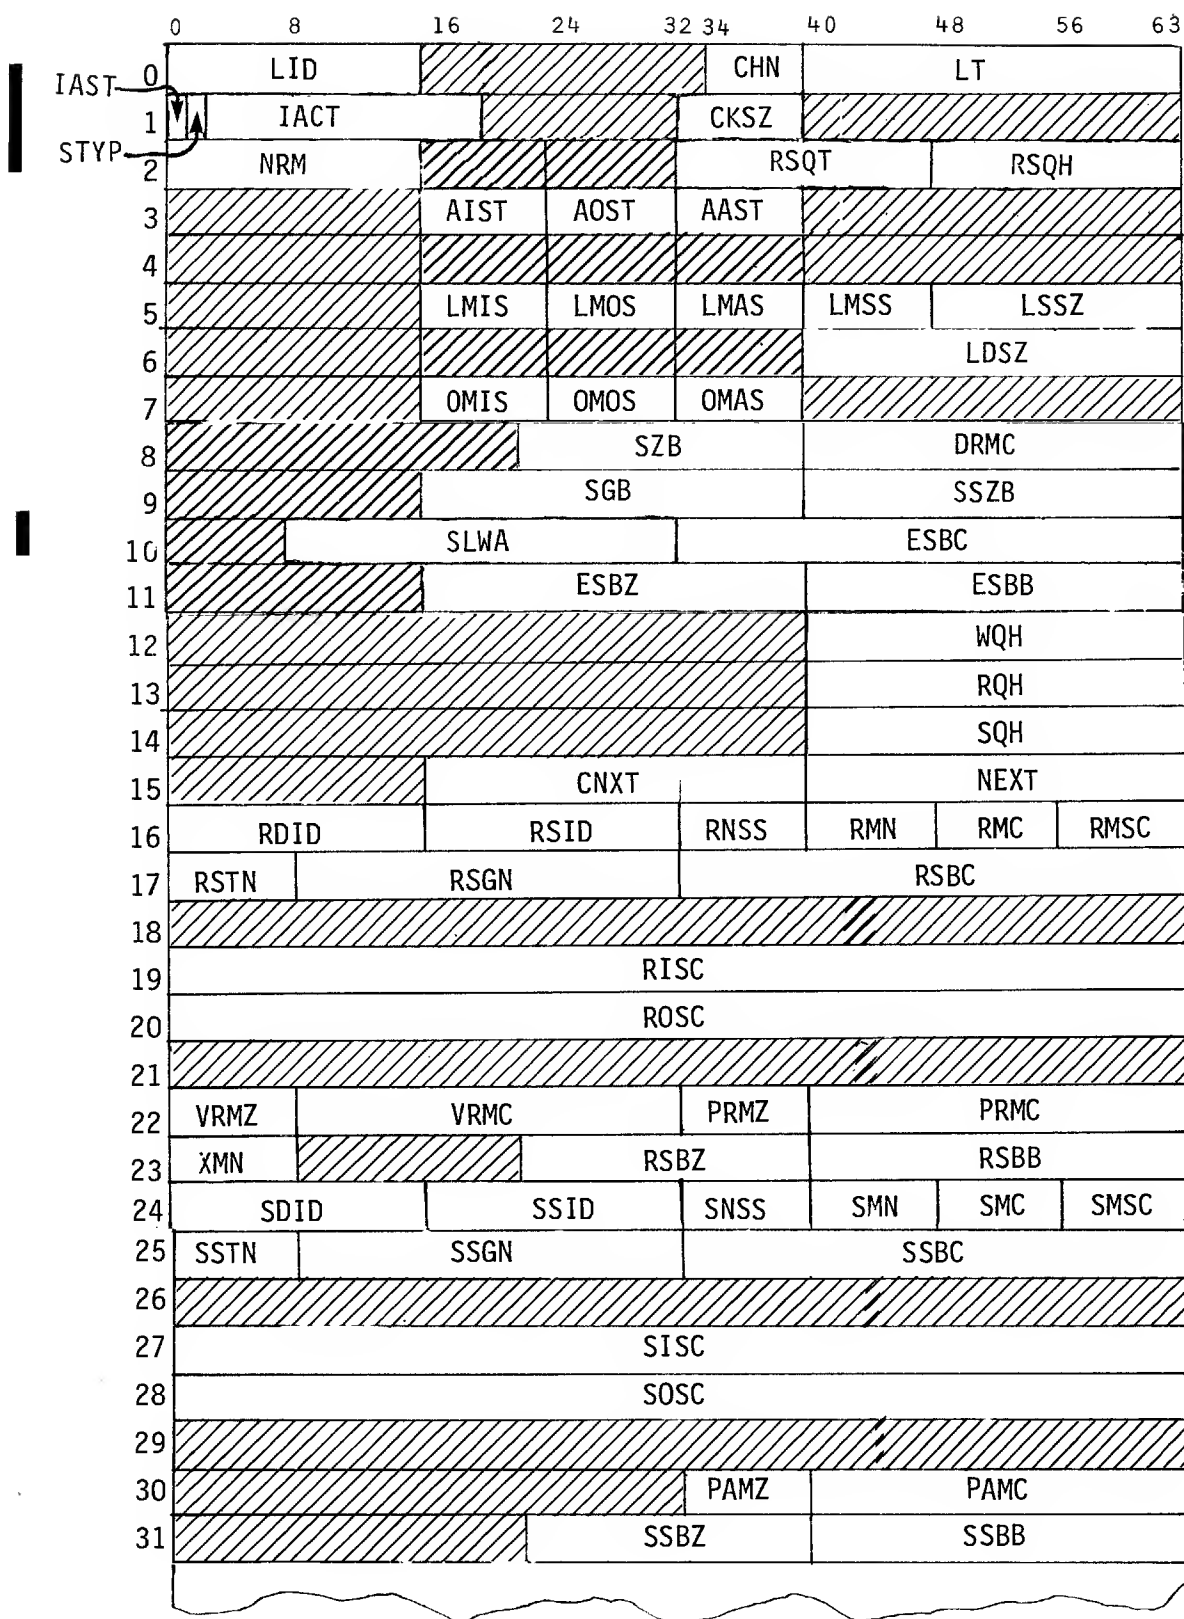 0 8 16 24 32 34 40 48 56 63
0 LID CHN LT
IAST
1 IACT CKSZ
STYP
2 NRM RSQT RSQH
3 AIST AOST AAST
4
5 LMIS LMOS LMAS LMSS LSSZ
6 LDSZ
7 OMIS OMOS OMAS
8 SZB DRMC
9 SGB SSZB
10 SLWA ESBC
11 ESBZ ESBB
12 WQH
13 RQH
14 SQH
15 CNXT NEXT
16 RDID RSID RNSS RMN RMC RMSC
17 RSTN RSGN RSBC
18
19 RISC
20 ROSC
21
22 VRMZ VRMC PRMZ PRMC
23 XMN RSBZ RSBB
24 SDID SSID SNSS SMN SMC SMSC
25 SSTN SSGN SSBC
26
27 SISC
28 SOSC
29
30 PAMZ PAMC
31 SSBZ SSBB